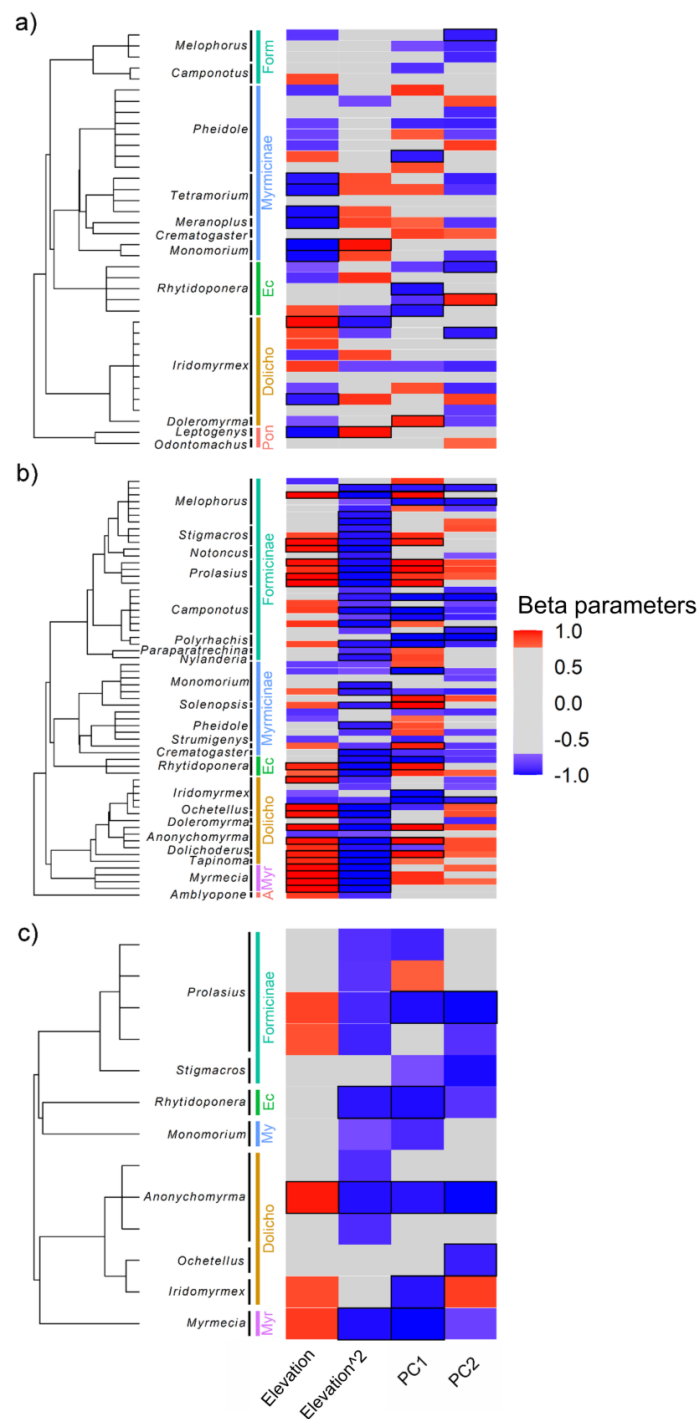 a)
Melophorus
Camponotus
Pheidole
Tetramorium
Meranoplus
Crematogaster
Monomorium
Rhytidoponera
Iridomyrmex
Doleromyrma
Leptogenys
Odontomachus
Form
Myrmicinae
Ec
Dolicho
Pon
b)
Melophorus
Stigmacros
Notoncus
Prolasius
Camponotus
Polyrhachis
Paraparatrechina
Nylanderia
Monomorium
Solenopsis
Pheidole
Strumigenys
Crematogaster
Rhytidoponera
Iridomyrmex
Ochetellus
Doleromyrma
Anonychomyrma
Dolichoderus
Tapinoma
Myrmecia
Amblyopone
Formicinae
Myrmicinae
Ec
Dolicho
Myr
A
Beta parameters
1.0
0.5
0.0
-0.5
-1.0
c)
Prolasius
Stigmacros
Rhytidoponera
Monomorium
Anonychomyrma
Ochetellus
Iridomyrmex
Myrmecia
Formicinae
Ec
My
Dolicho
Myr
Elevation
Elevation^2
PC1
PC2